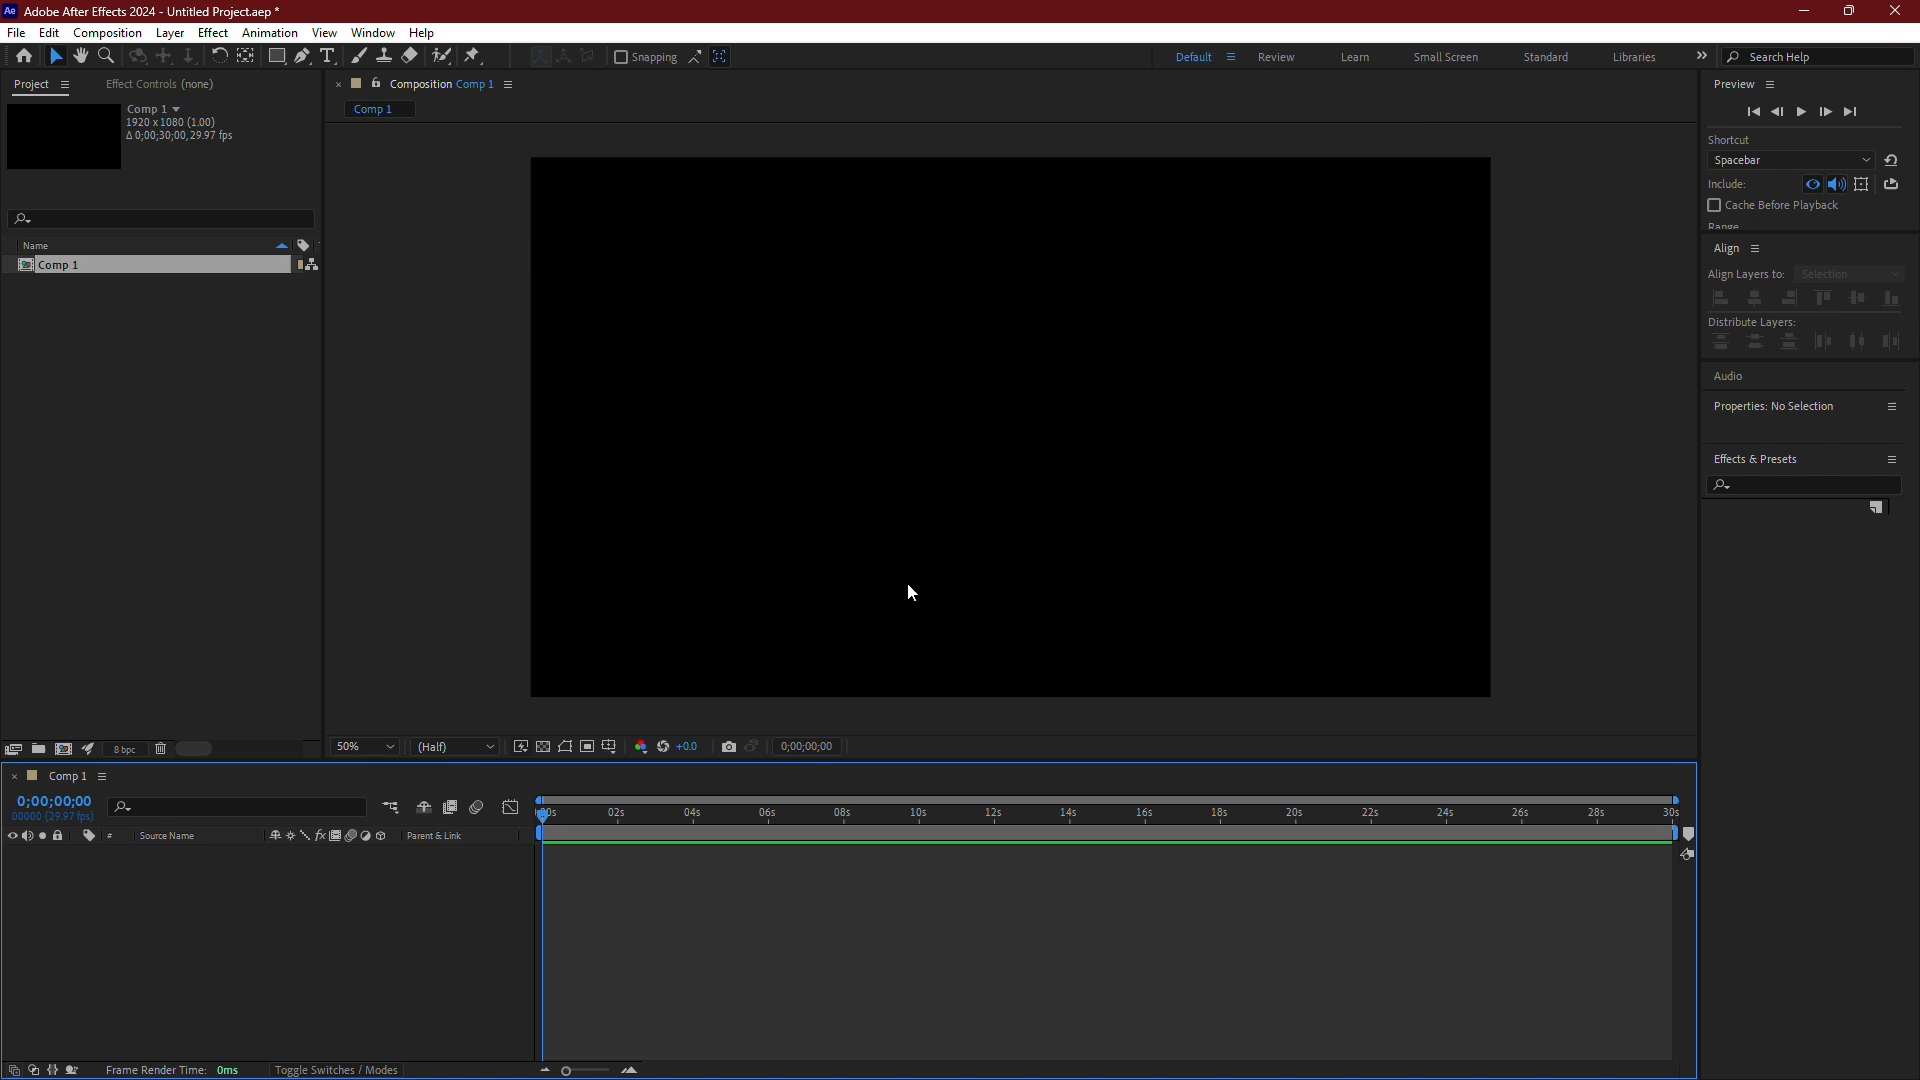 Ae Adobe After Effects 2024 - Untitled Project.aep *
File Edit Composition Layer Effect Animation View Window Help
Snapping Default Review Learn Small Screen Standard Libraries Search Help
Project Effect Controls (none) Composition Comp 1 Preview
Comp 1
1920 x 1080 (1.00)
Δ 0;00;30;00, 29.97 fps
Comp 1
Shortcut
Spacebar
Include:
Cache Before Playback
Range
Name
Comp 1
Align
Align Layers to: Selection
Distribute Layers:
Audio
Properties: No Selection
Effects & Presets
8 bpc
50% (Half) +0.0 0;00;00;00
Comp 1
0;00;00;00
00000 (29.97 fps)
:00s 02s 04s 06s 08s 10s 12s 14s 16s 18s 20s 22s 24s 26s 28s 30s
# Source Name fx Parent & Link
Frame Render Time: 0ms Toggle Switches / Modes